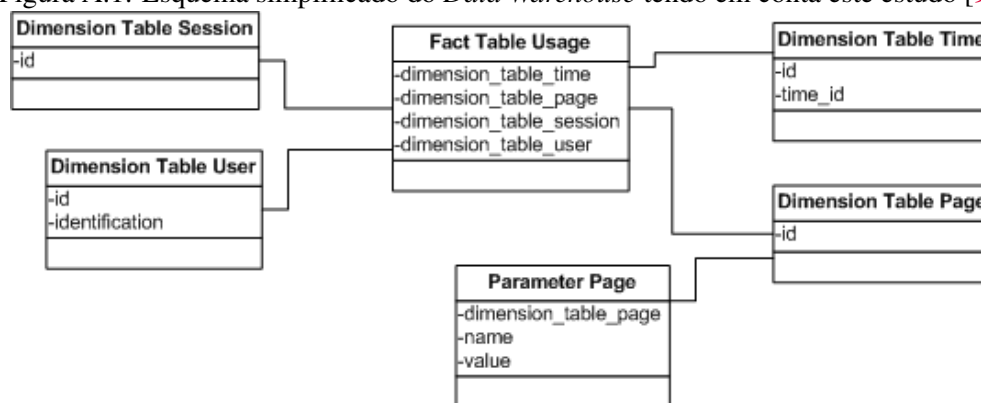 Figura A.1: Esquema simplificado do Data Warehouse tendo em conta este estudo [
Dimension Table Session
-id
Fact Table Usage
-dimension_table_time
-dimension_table_page
-dimension_table_session
-dimension_table_user
Dimension Table Time
-id
-time_id
Dimension Table User
-id
-identification
Dimension Table Page
-id
Parameter Page
-dimension_table_page
-name
-value